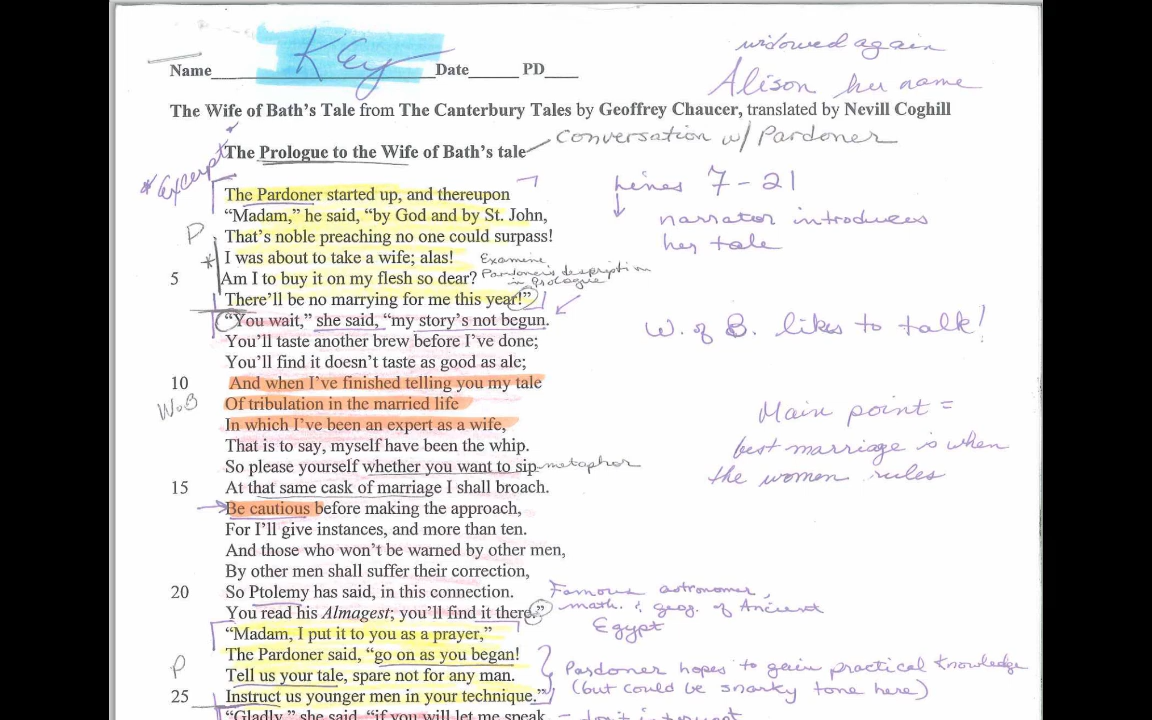 widowed again
Key
Name Date PD
Alison her name
The Wife of Bath's Tale from The Canterbury Tales by Geoffrey Chaucer, translated by Nevill Coghill
Conversation w/ Pardoner
*Excerpt
The Prologue to the Wife of Bath's tale
Lines 7-21
narrator introduces
her tale
The Pardoner started up, and thereupon
"Madam," he said, "by God and by St. John,
P That's noble preaching no one could surpass!
* I was about to take a wife; alas! Examine
5 Am I to buy it on my flesh so dear? Pardoner's description
in Prologue
There'll be no marrying for me this year!"
"You wait," she said, "my story's not begun.
W. of B. likes to talk!
You'll taste another brew before I've done;
You'll find it doesn't taste as good as ale;
10 And when I've finished telling you my tale
WoB Of tribulation in the married life
In which I've been an expert as a wife,
Main point =
best marriage is when
the women rules
That is to say, myself have been the whip.
So please yourself whether you want to sip metaphor
15 At that same cask of marriage I shall broach.
Be cautious before making the approach,
For I'll give instances, and more than ten.
And those who won't be warned by other men,
By other men shall suffer their correction,
20 So Ptolemy has said, in this connection.
Famous astronomer,
math. & geog. of Ancient
Egypt
You read his Almagest; you'll find it there."
"Madam, I put it to you as a prayer,"
The Pardoner said, "go on as you began!
P Tell us your tale, spare not for any man.
Pardoner hopes to gain practical knowledge
(but could be snarky tone here)
25 Instruct us younger men in your technique."
"Gladly," she said, "if you will let me speak, - don't interrupt